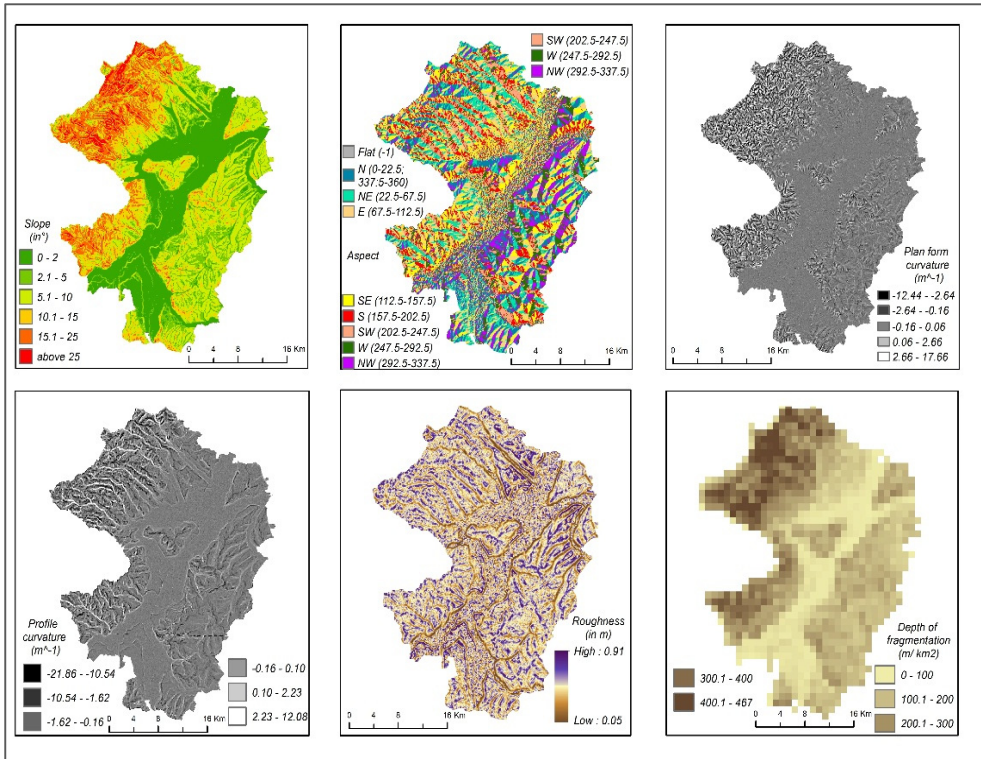 Slope
(in°)
0 - 2
2.1 - 5
5.1 - 10
10.1 - 15
15.1 - 25
above 25
0 4 8 16 Km
SW (202.5-247.5)
W (247.5-292.5)
NW (292.5-337.5)
Flat (-1)
N (0-22.5;
337.5-360)
NE (22.5-67.5)
E (67.5-112.5)
Aspect
SE (112.5-157.5)
S (157.5-202.5)
SW (202.5-247.5)
W (247.5-292.5)
NW (292.5-337.5)
0 4 8 16 Km
Plan form
curvature
(m^-1)
-12.44 - -2.64
-2.64 - -0.16
-0.16 - 0.06
0.06 - 2.66
2.66 - 17.66
0 4 8 16 Km
Profile
curvature
(m^-1)
-21.86 - -10.54
-10.54 - -1.62
-1.62 - -0.16
-0.16 - 0.10
0.10 - 2.23
2.23 - 12.08
0 4 8 16 Km
Roughness
(in m)
High : 0.91
Low : 0.05
0 4 8 16 Km
Depth of
fragmentation
(m/ km2)
0 - 100
100.1 - 200
200.1 - 300
300.1 - 400
400.1 - 467
0 4 8 16 Km